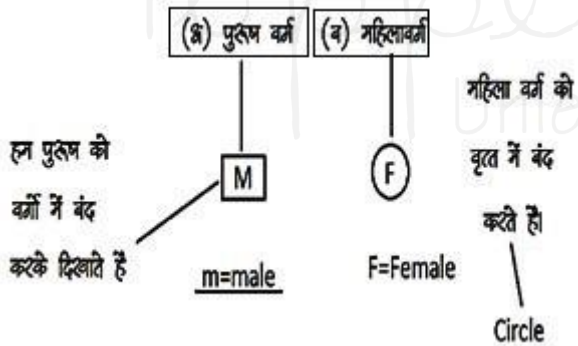 (अ) पुरूष वर्ग
(ब) महिलावर्ग
हम पुरूष को
वर्गो में बंद
करके दिखाते है
M
F
महिला वर्ग को
वृत्त में बंद
करते है।
m=male
F=Female
Circle